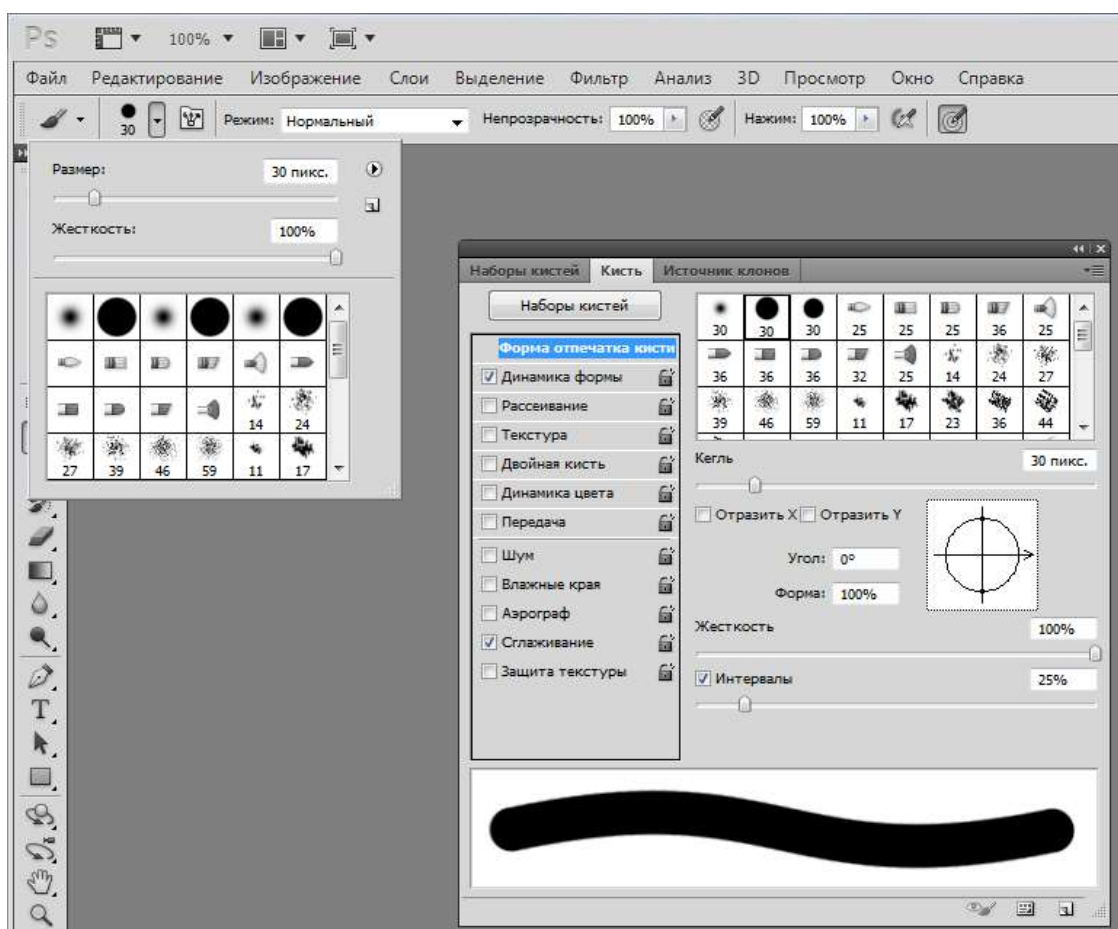 Ps 100%
Файл Редактирование Изображение Слои Выделение Фильтр Анализ 3D Просмотр Окно Справка
30 Режим: Нормальный Непрозрачность: 100% Нажим: 100%
Размер: 30 пикс.
Жесткость: 100%
14 24
27 39 46 59 11 17
Наборы кистей Кисть Источник клонов
Наборы кистей
Форма отпечатка кисти
Динамика формы
Рассеивание
Текстура
Двойная кисть
Динамика цвета
Передача
Шум
Влажные края
Аэрограф
Сглаживание
Защита текстуры
30 30 30 25 25 25 36 25
36 36 36 32 25 14 24 27
39 46 59 11 17 23 36 44
Кегль 30 пикс.
Отразить X Отразить Y
Угол: 0°
Форма: 100%
Жесткость 100%
Интервалы 25%
T